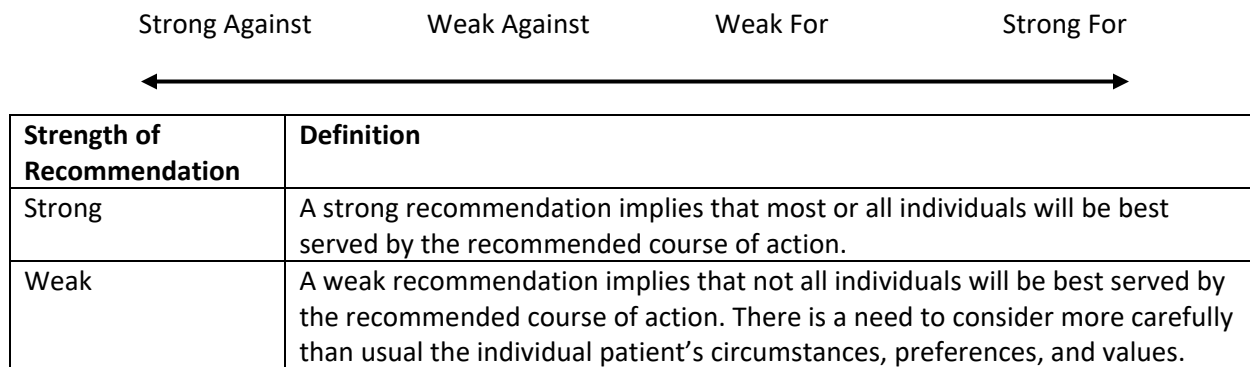 Strong Against Weak Against Weak For Strong For
Strength of Recommendation
Definition
Strong
A strong recommendation implies that most or all individuals will be best
served by the recommended course of action.
Weak
A weak recommendation implies that not all individuals will be best served by
the recommended course of action. There is a need to consider more carefully
than usual the individual patient’s circumstances, preferences, and values.